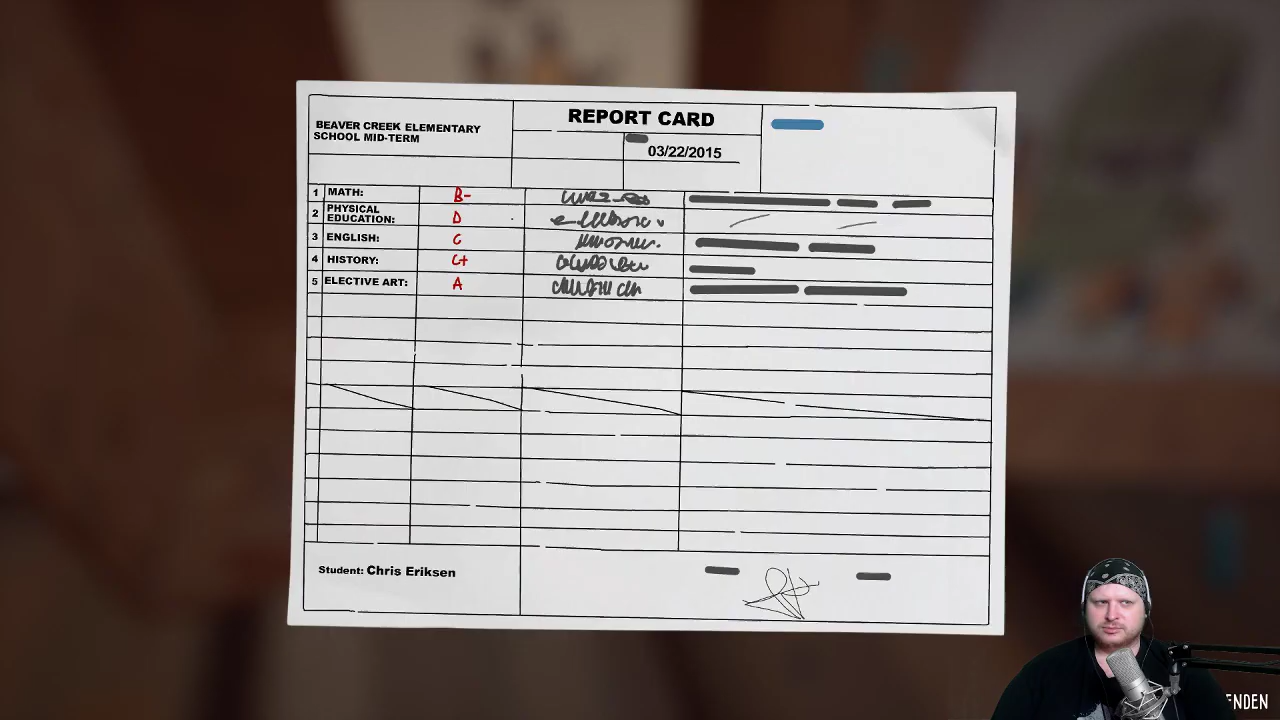 REPORT CARD
BEAVER CREEK ELEMENTARY
SCHOOL MID-TERM
03/22/2015
1 MATH: B-
2 PHYSICAL
EDUCATION: D
3 ENGLISH: C
4 HISTORY: C+
5 ELECTIVE ART: A
Student: Chris Eriksen
ENDEN